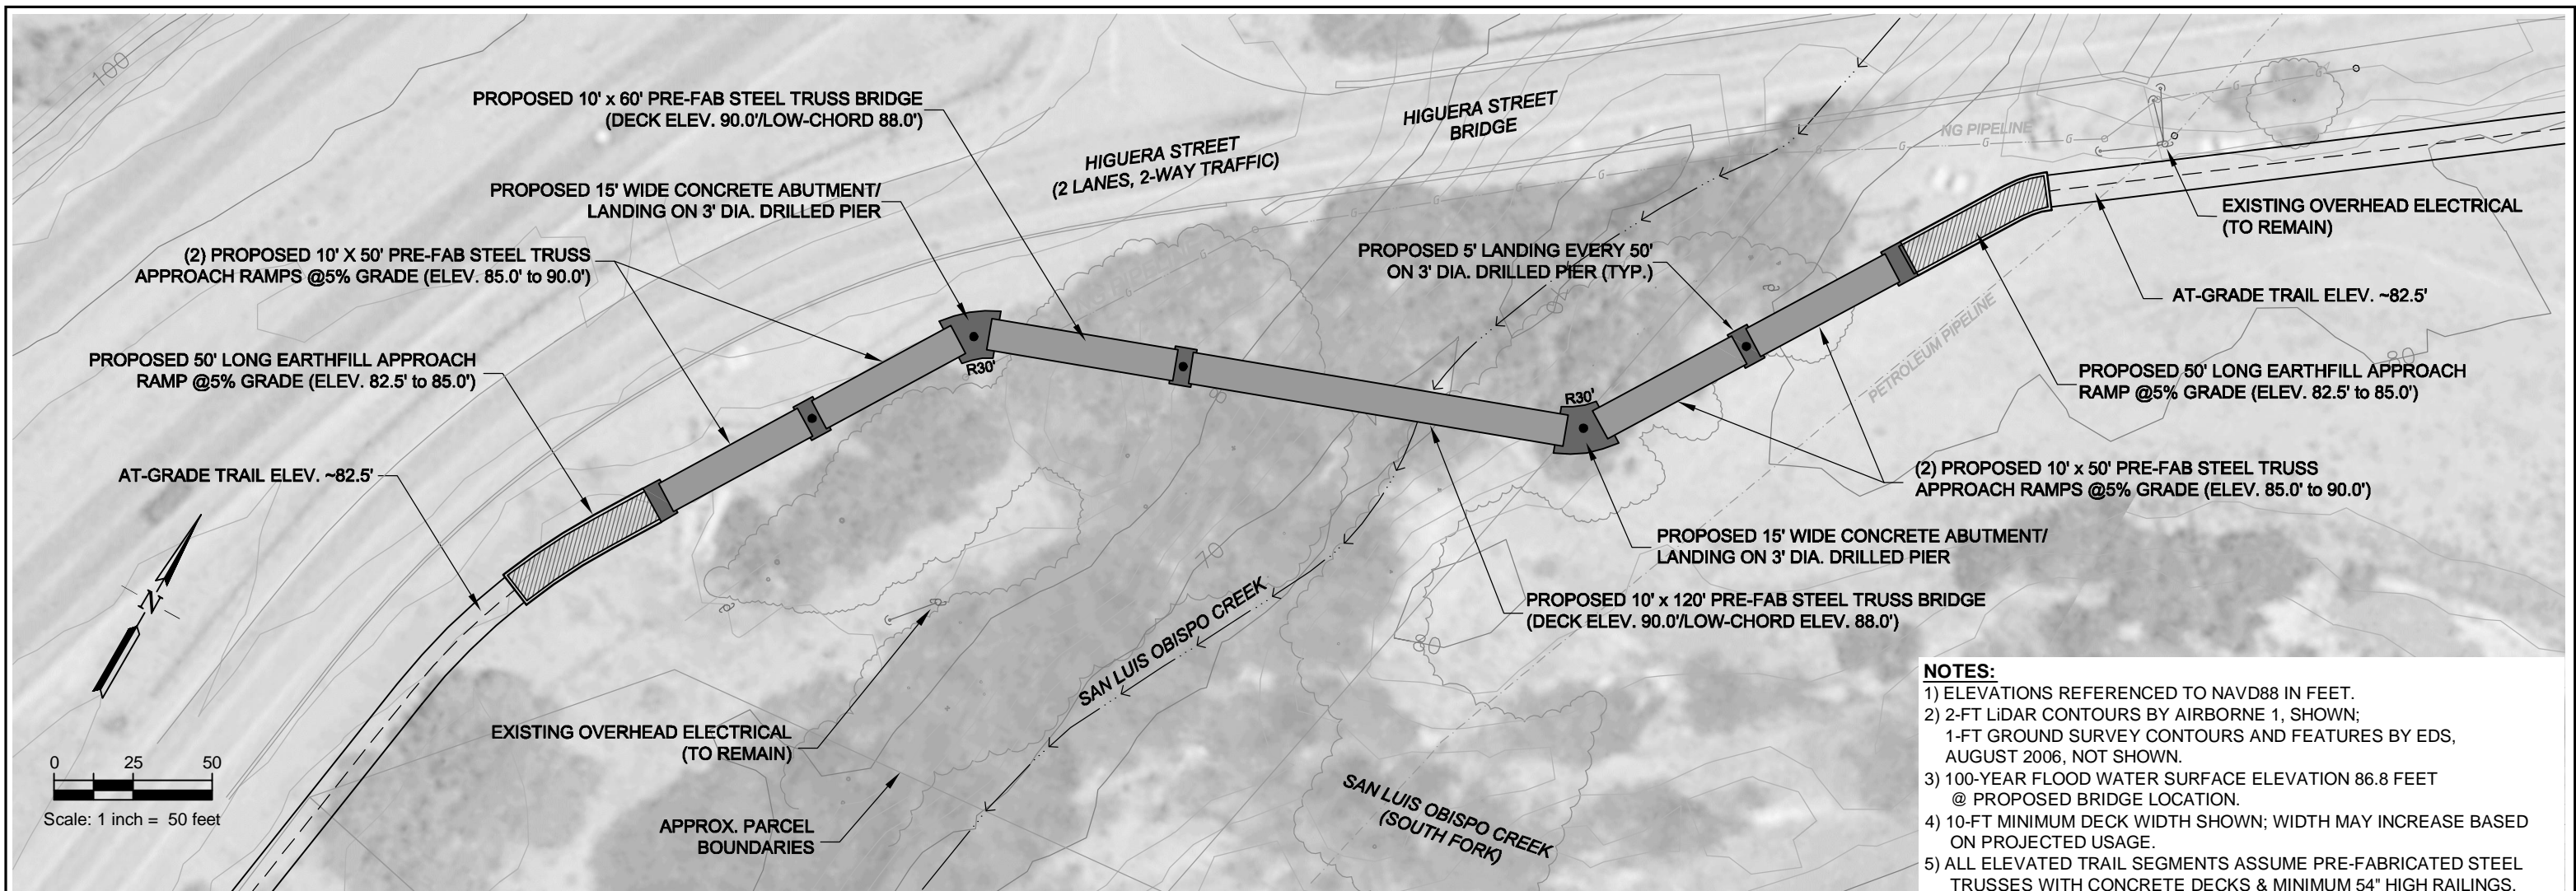 100
PROPOSED 10' x 60' PRE-FAB STEEL TRUSS BRIDGE
(DECK ELEV. 90.0'/LOW-CHORD 88.0')
HIGUERA STREET
(2 LANES, 2-WAY TRAFFIC)
HIGUERA STREET
BRIDGE
NG PIPELINE
PROPOSED 15' WIDE CONCRETE ABUTMENT/
LANDING ON 3' DIA. DRILLED PIER
(2) PROPOSED 10' X 50' PRE-FAB STEEL TRUSS
APPROACH RAMPS @5% GRADE (ELEV. 85.0' to 90.0')
PROPOSED 5' LANDING EVERY 50'
ON 3' DIA. DRILLED PIER (TYP.)
EXISTING OVERHEAD ELECTRICAL
(TO REMAIN)
AT-GRADE TRAIL ELEV. ~82.5'
NG PIPELINE
PETROLEUM PIPELINE
80
PROPOSED 50' LONG EARTHFILL APPROACH
RAMP @5% GRADE (ELEV. 82.5' to 85.0')
R30'
R30'
PROPOSED 50' LONG EARTHFILL APPROACH
RAMP @5% GRADE (ELEV. 82.5' to 85.0')
AT-GRADE TRAIL ELEV. ~82.5'
(2) PROPOSED 10' x 50' PRE-FAB STEEL TRUSS
APPROACH RAMPS @5% GRADE (ELEV. 85.0' to 90.0')
PROPOSED 15' WIDE CONCRETE ABUTMENT/
LANDING ON 3' DIA. DRILLED PIER
70
PROPOSED 10' x 120' PRE-FAB STEEL TRUSS BRIDGE
(DECK ELEV. 90.0'/LOW-CHORD ELEV. 88.0')
80
N
SAN LUIS OBISPO CREEK
EXISTING OVERHEAD ELECTRICAL
(TO REMAIN)
0 25 50
Scale: 1 inch = 50 feet
APPROX. PARCEL
BOUNDARIES
SAN LUIS OBISPO CREEK
(SOUTH FORK)
NOTES:
1) ELEVATIONS REFERENCED TO NAVD88 IN FEET.
2) 2-FT LiDAR CONTOURS BY AIRBORNE 1, SHOWN;
1-FT GROUND SURVEY CONTOURS AND FEATURES BY EDS,
AUGUST 2006, NOT SHOWN.
3) 100-YEAR FLOOD WATER SURFACE ELEVATION 86.8 FEET
@ PROPOSED BRIDGE LOCATION.
4) 10-FT MINIMUM DECK WIDTH SHOWN; WIDTH MAY INCREASE BASED
ON PROJECTED USAGE.
5) ALL ELEVATED TRAIL SEGMENTS ASSUME PRE-FABRICATED STEEL
TRUSSES WITH CONCRETE DECKS & MINIMUM 54" HIGH RAILINGS.